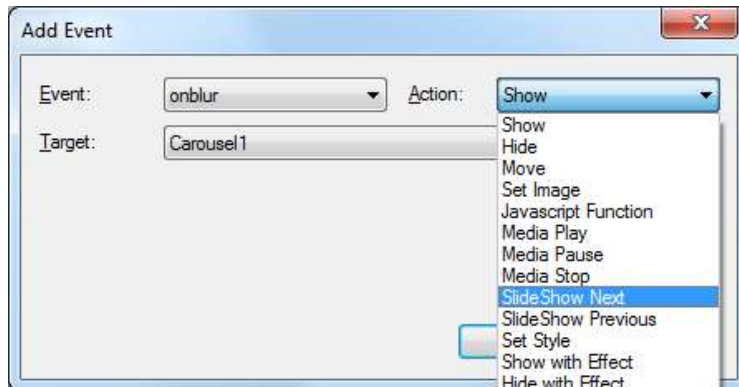 Add Event
Event: onblur Action: Show
Target: Carousel1
Show
Hide
Move
Set Image
Javascript Function
Media Play
Media Pause
Media Stop
SlideShow Next
SlideShow Previous
Set Style
Show with Effect
Hide with Effect